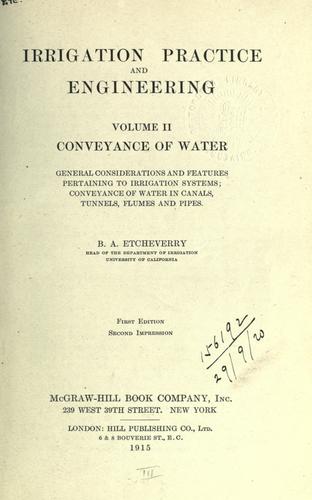 IRRIGATION PRACTICE
AND
ENGINEERING
VOLUME II
CONVEYANCE OF WATER
GENERAL CONSIDERATIONS AND FEATURES
PERTAINING TO IRRIGATION SYSTEMS;
CONVEYANCE OF WATER IN CANALS,
TUNNELS, FLUMES AND PIPES.
B. A. ETCHEVERRY
HEAD OF THE DEPARTMENT OF IRRIGATION
UNIVERSITY OF CALIFORNIA
FIRST EDITION
SECOND IMPRESSION
156192
29/9/20
McGRAW-HILL BOOK COMPANY, INC.
239 WEST 39TH STREET. NEW YORK
LONDON: HILL PUBLISHING CO., LTD.
6 & 8 BOUVERIE ST., E. C.
1915